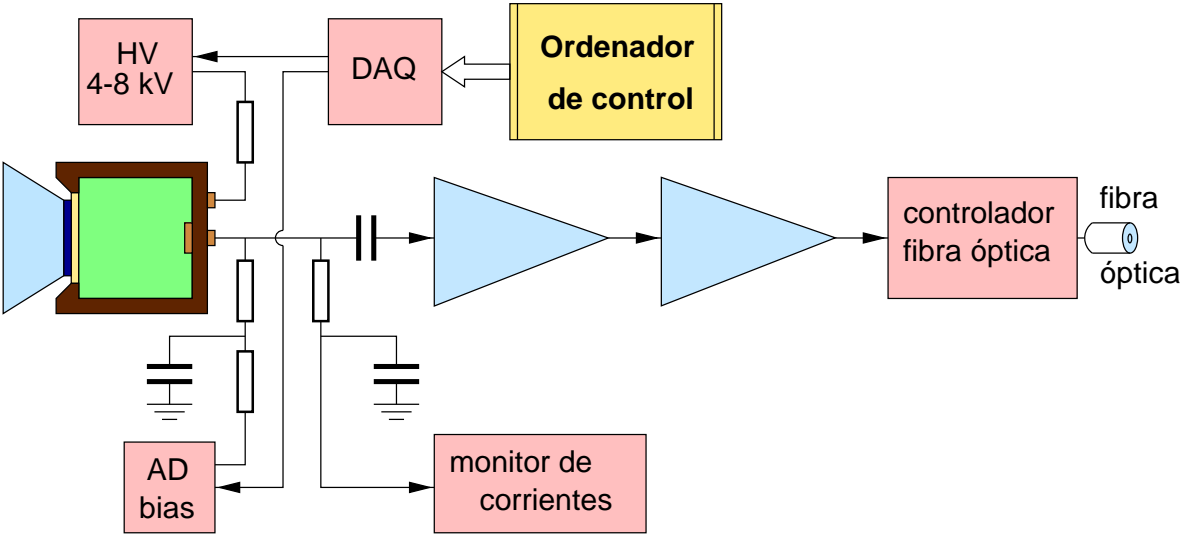 HV
4-8 kV
DAQ
Ordenador
de control
controlador
fibra óptica
fibra
óptica
AD
bias
monitor de
corrientes